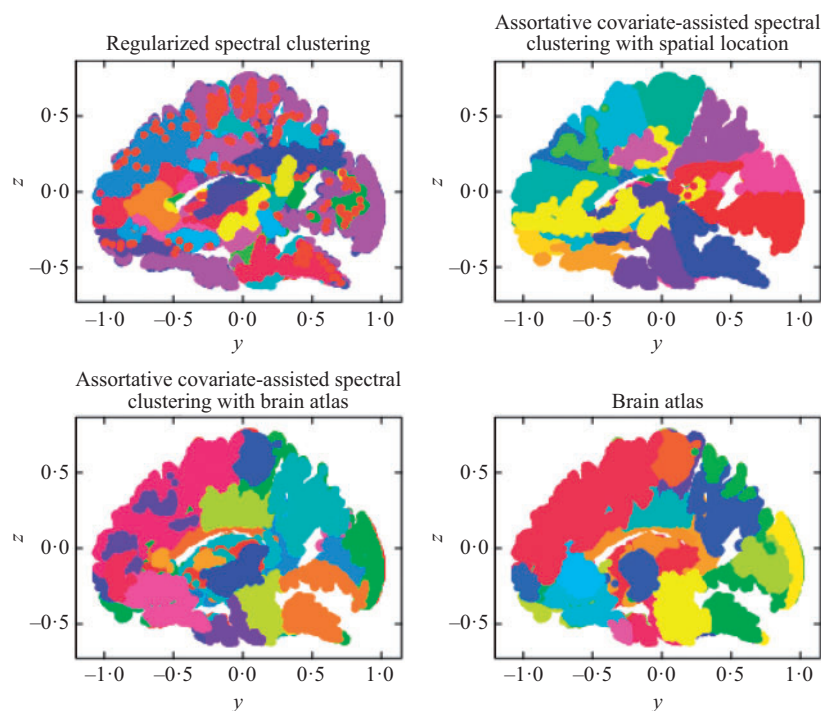 Regularized spectral clustering
Assortative covariate-assisted spectral
clustering with spatial location
0·5
0·0
–0·5
z
–1·0 –0·5 0·0 0·5 1·0
y
0·5
0·0
–0·5
z
–1·0 –0·5 0·0 0·5 1·0
y
Assortative covariate-assisted spectral
clustering with brain atlas
Brain atlas
0·5
0·0
–0·5
z
–1·0 –0·5 0·0 0·5 1·0
y
0·5
0·0
–0·5
z
–1·0 –0·5 0·0 0·5 1·0
y